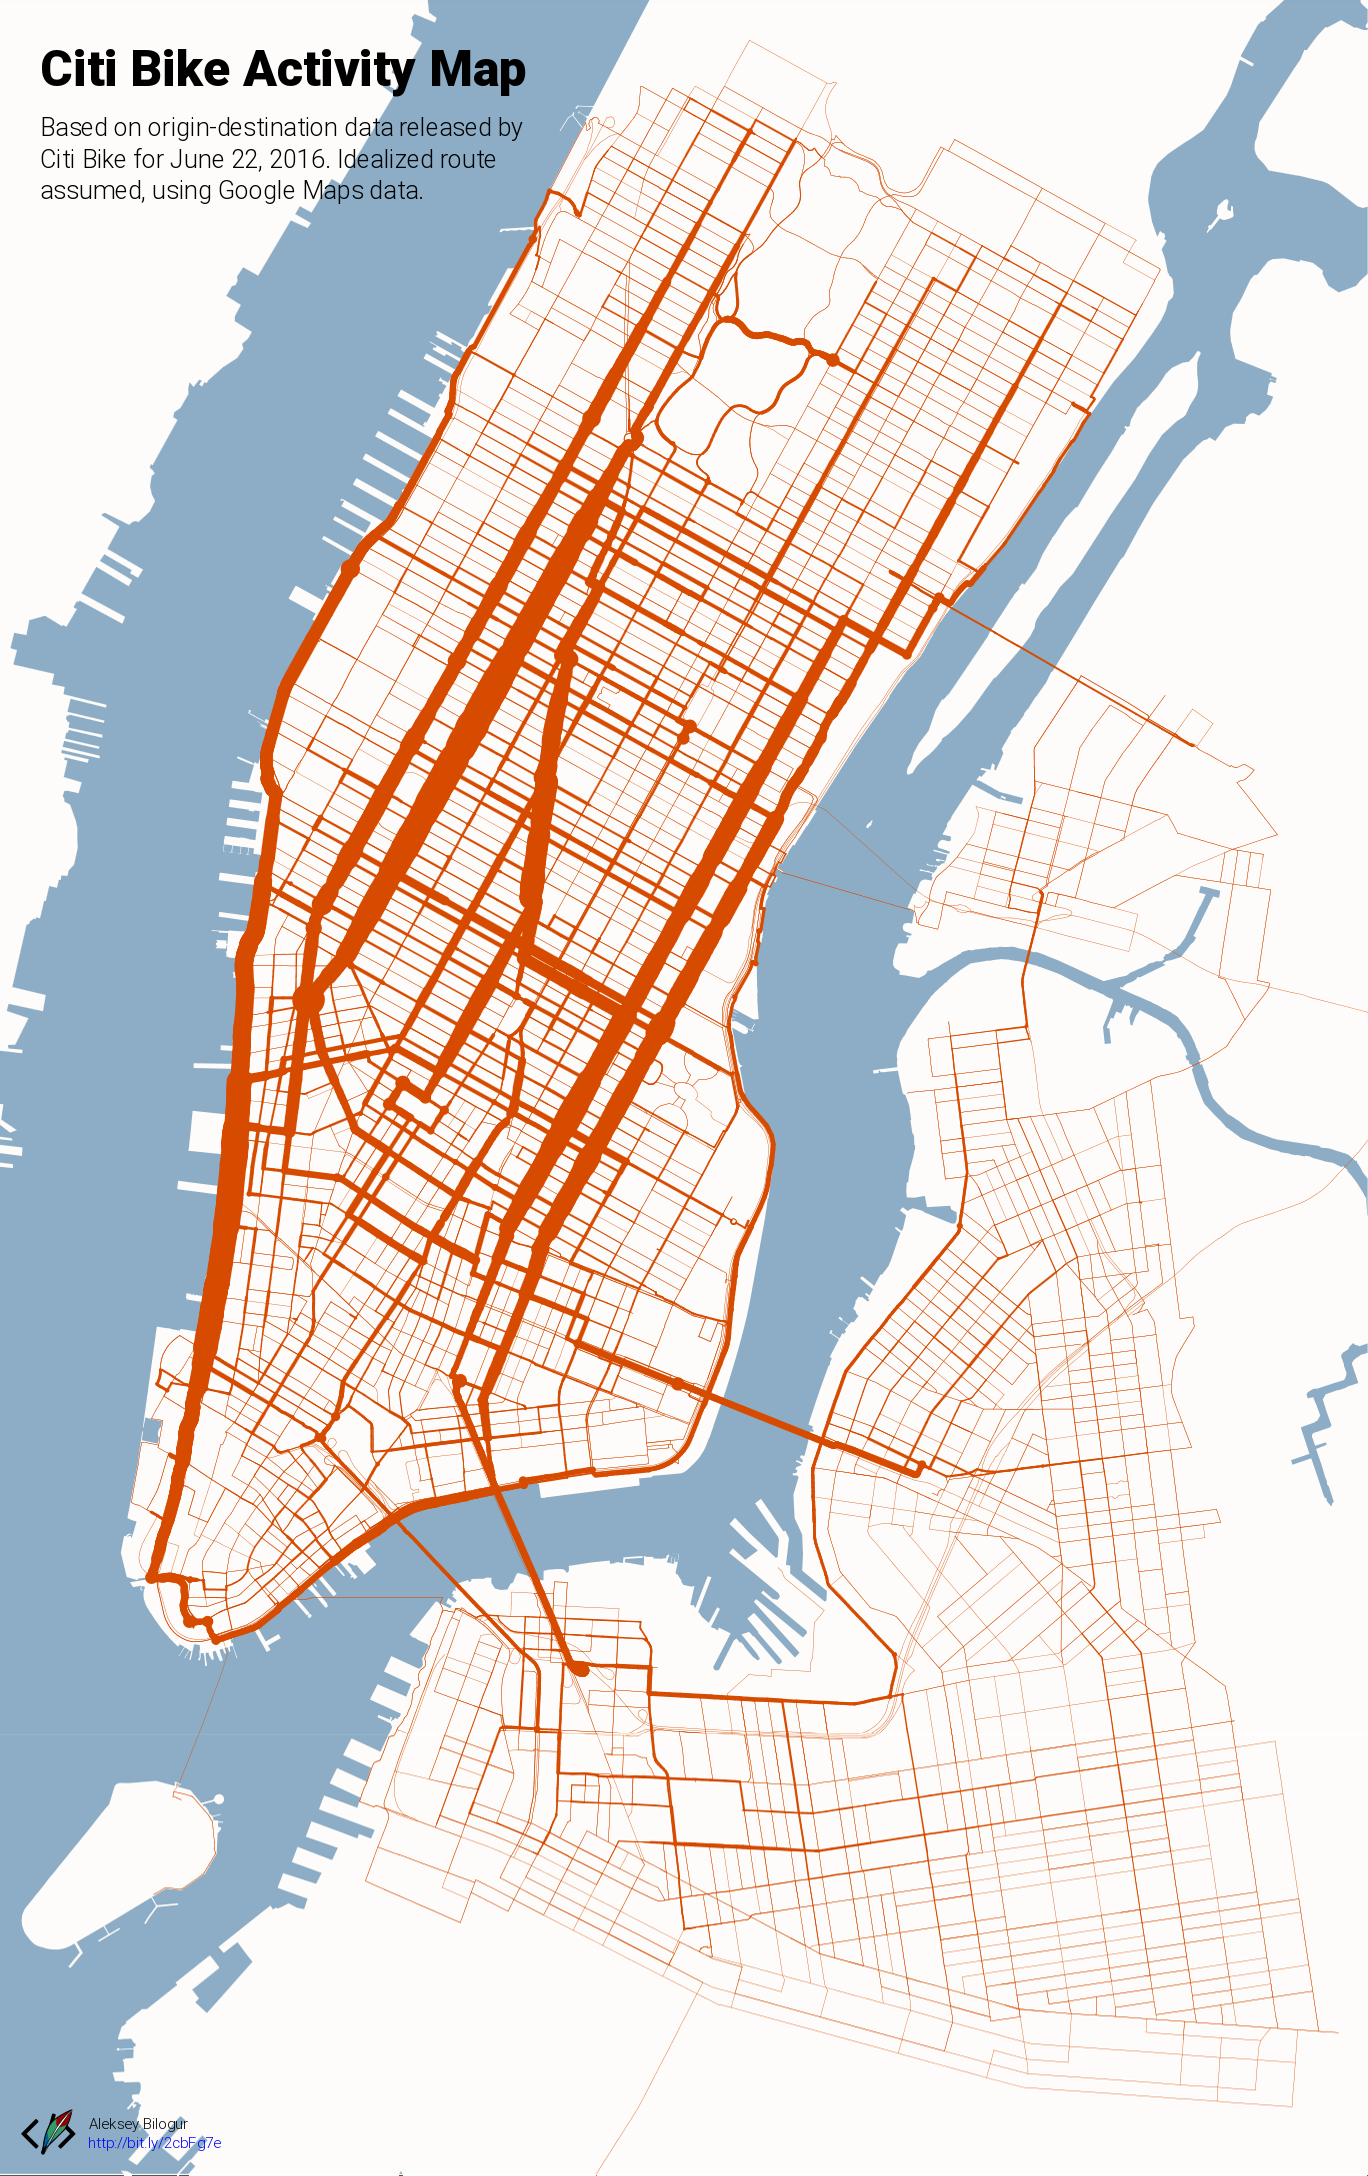 Citi Bike Activity Map
Based on origin-destination data released by
Citi Bike for June 22, 2016. Idealized route
assumed, using Google Maps data.
Aleksey Bilogur
http://bit.ly/2cbFg7e